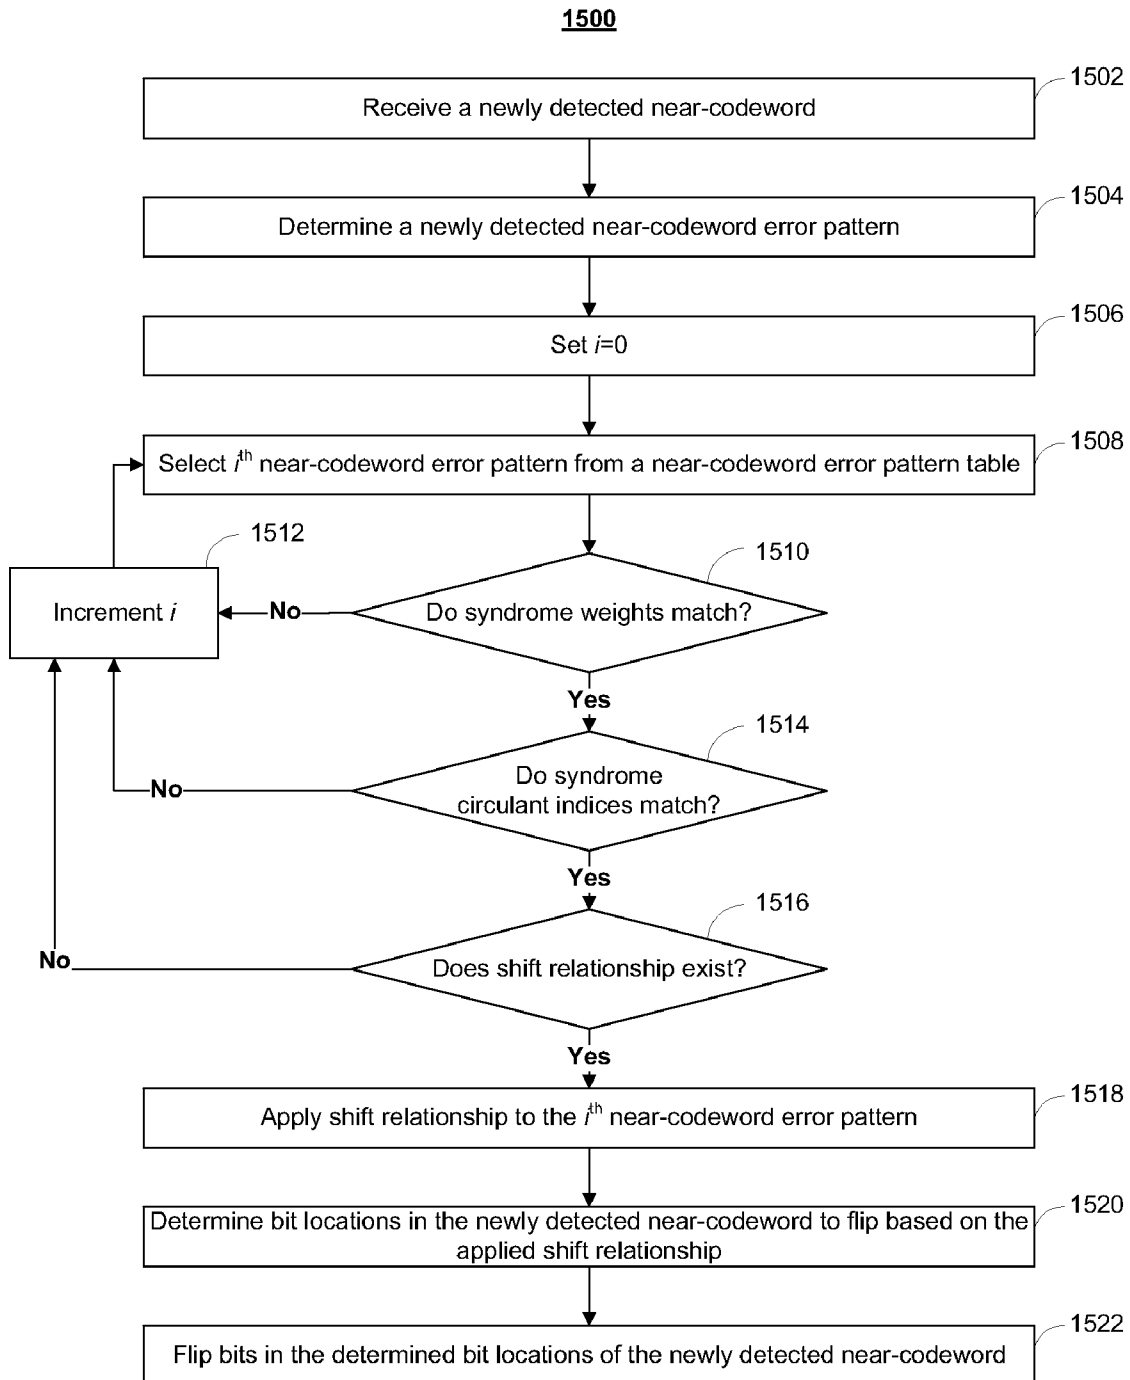 1500
1502
Receive a newly detected near-codeword
1504
Determine a newly detected near-codeword error pattern
1506
Set i=0
1508
Select ith near-codeword error pattern from a near-codeword error pattern table
1512
1510
Increment i
No
Do syndrome weights match?
Yes
1514
Do syndrome
circulant indices match?
No
Yes
1516
Does shift relationship exist?
No
Yes
1518
Apply shift relationship to the ith near-codeword error pattern
1520
Determine bit locations in the newly detected near-codeword to flip based on the
applied shift relationship
1522
Flip bits in the determined bit locations of the newly detected near-codeword